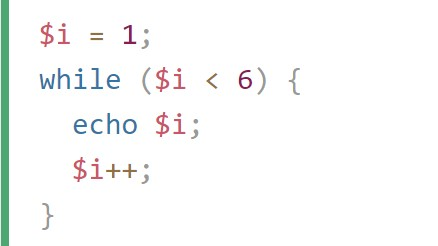 $i = 1;
while ($i < 6) {
  echo $i;
  $i++;
}